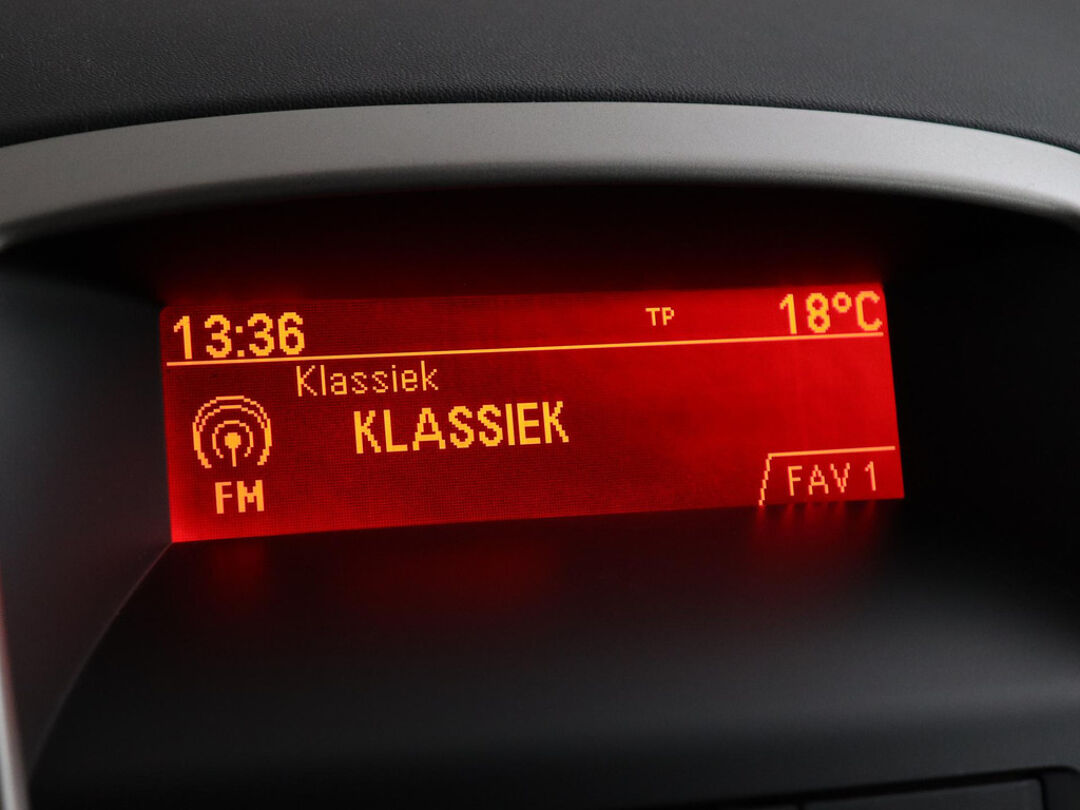 13:36 TP 18°C
Klassiek
KLASSIEK
FM
FAV 1